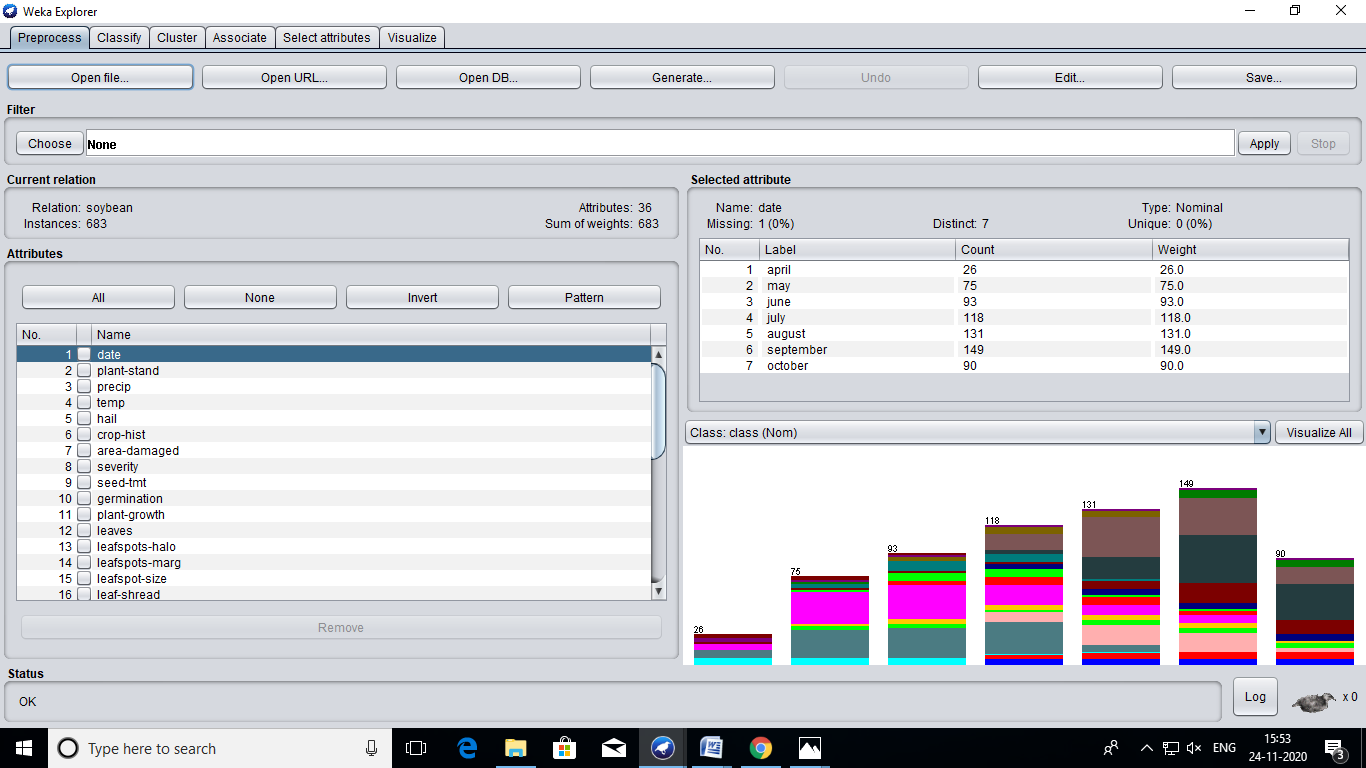 Weka Explorer
Preprocess Classify Cluster Associate Select attributes Visualize
Open file... Open URL... Open DB... Generate... Undo Edit... Save...
Filter
Choose None Apply Stop
Current relation
Relation: soybean Attributes: 36
Instances: 683 Sum of weights: 683
Attributes
All None Invert Pattern
No. Name
1 date
2 plant-stand
3 precip
4 temp
5 hail
6 crop-hist
7 area-damaged
8 severity
9 seed-tmt
10 germination
11 plant-growth
12 leaves
13 leafspots-halo
14 leafspots-marg
15 leafspot-size
16 leaf-shread
Remove
Selected attribute
Name: date Type: Nominal
Missing: 1 (0%) Distinct: 7 Unique: 0 (0%)
No. Label Count Weight
1 april 26 26.0
2 may 75 75.0
3 june 93 93.0
4 july 118 118.0
5 august 131 131.0
6 september 149 149.0
7 october 90 90.0
Class: class (Nom) Visualize All
26 75 93 118 131 149 90
Status
OK Log x 0
Type here to search ENG 15:53
24-11-2020 3